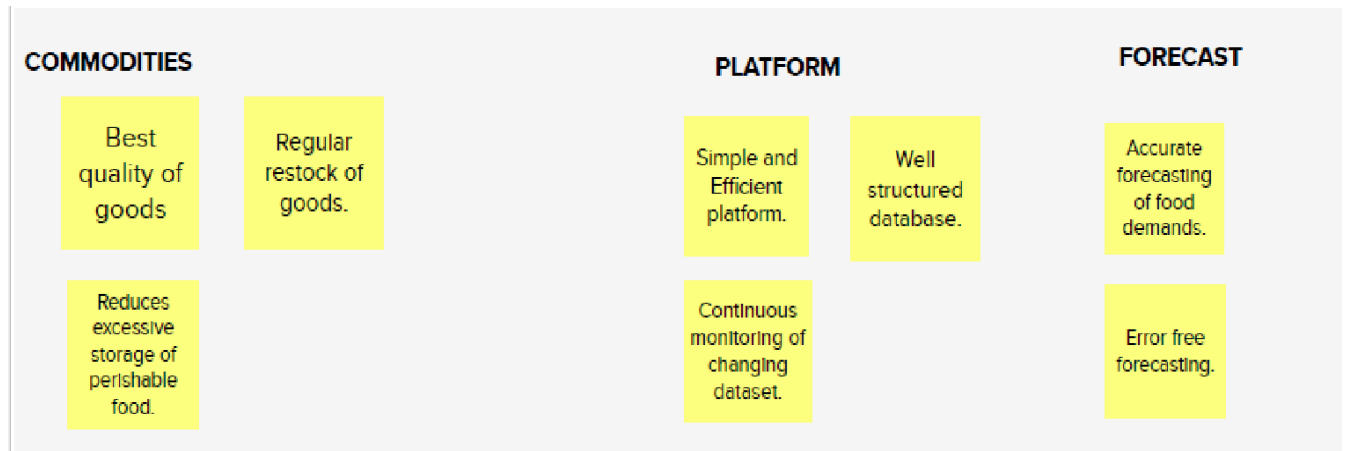 COMMODITIES
Best
quality of
goods
Regular
restock of
goods.
Reduces
excessive
storage of
perishable
food.
PLATFORM
Simple and
Efficient
platform.
Well
structured
database.
Continuous
monitoring of
changing
dataset.
FORECAST
Accurate
forecasting
of food
demands.
Error free
forecasting.